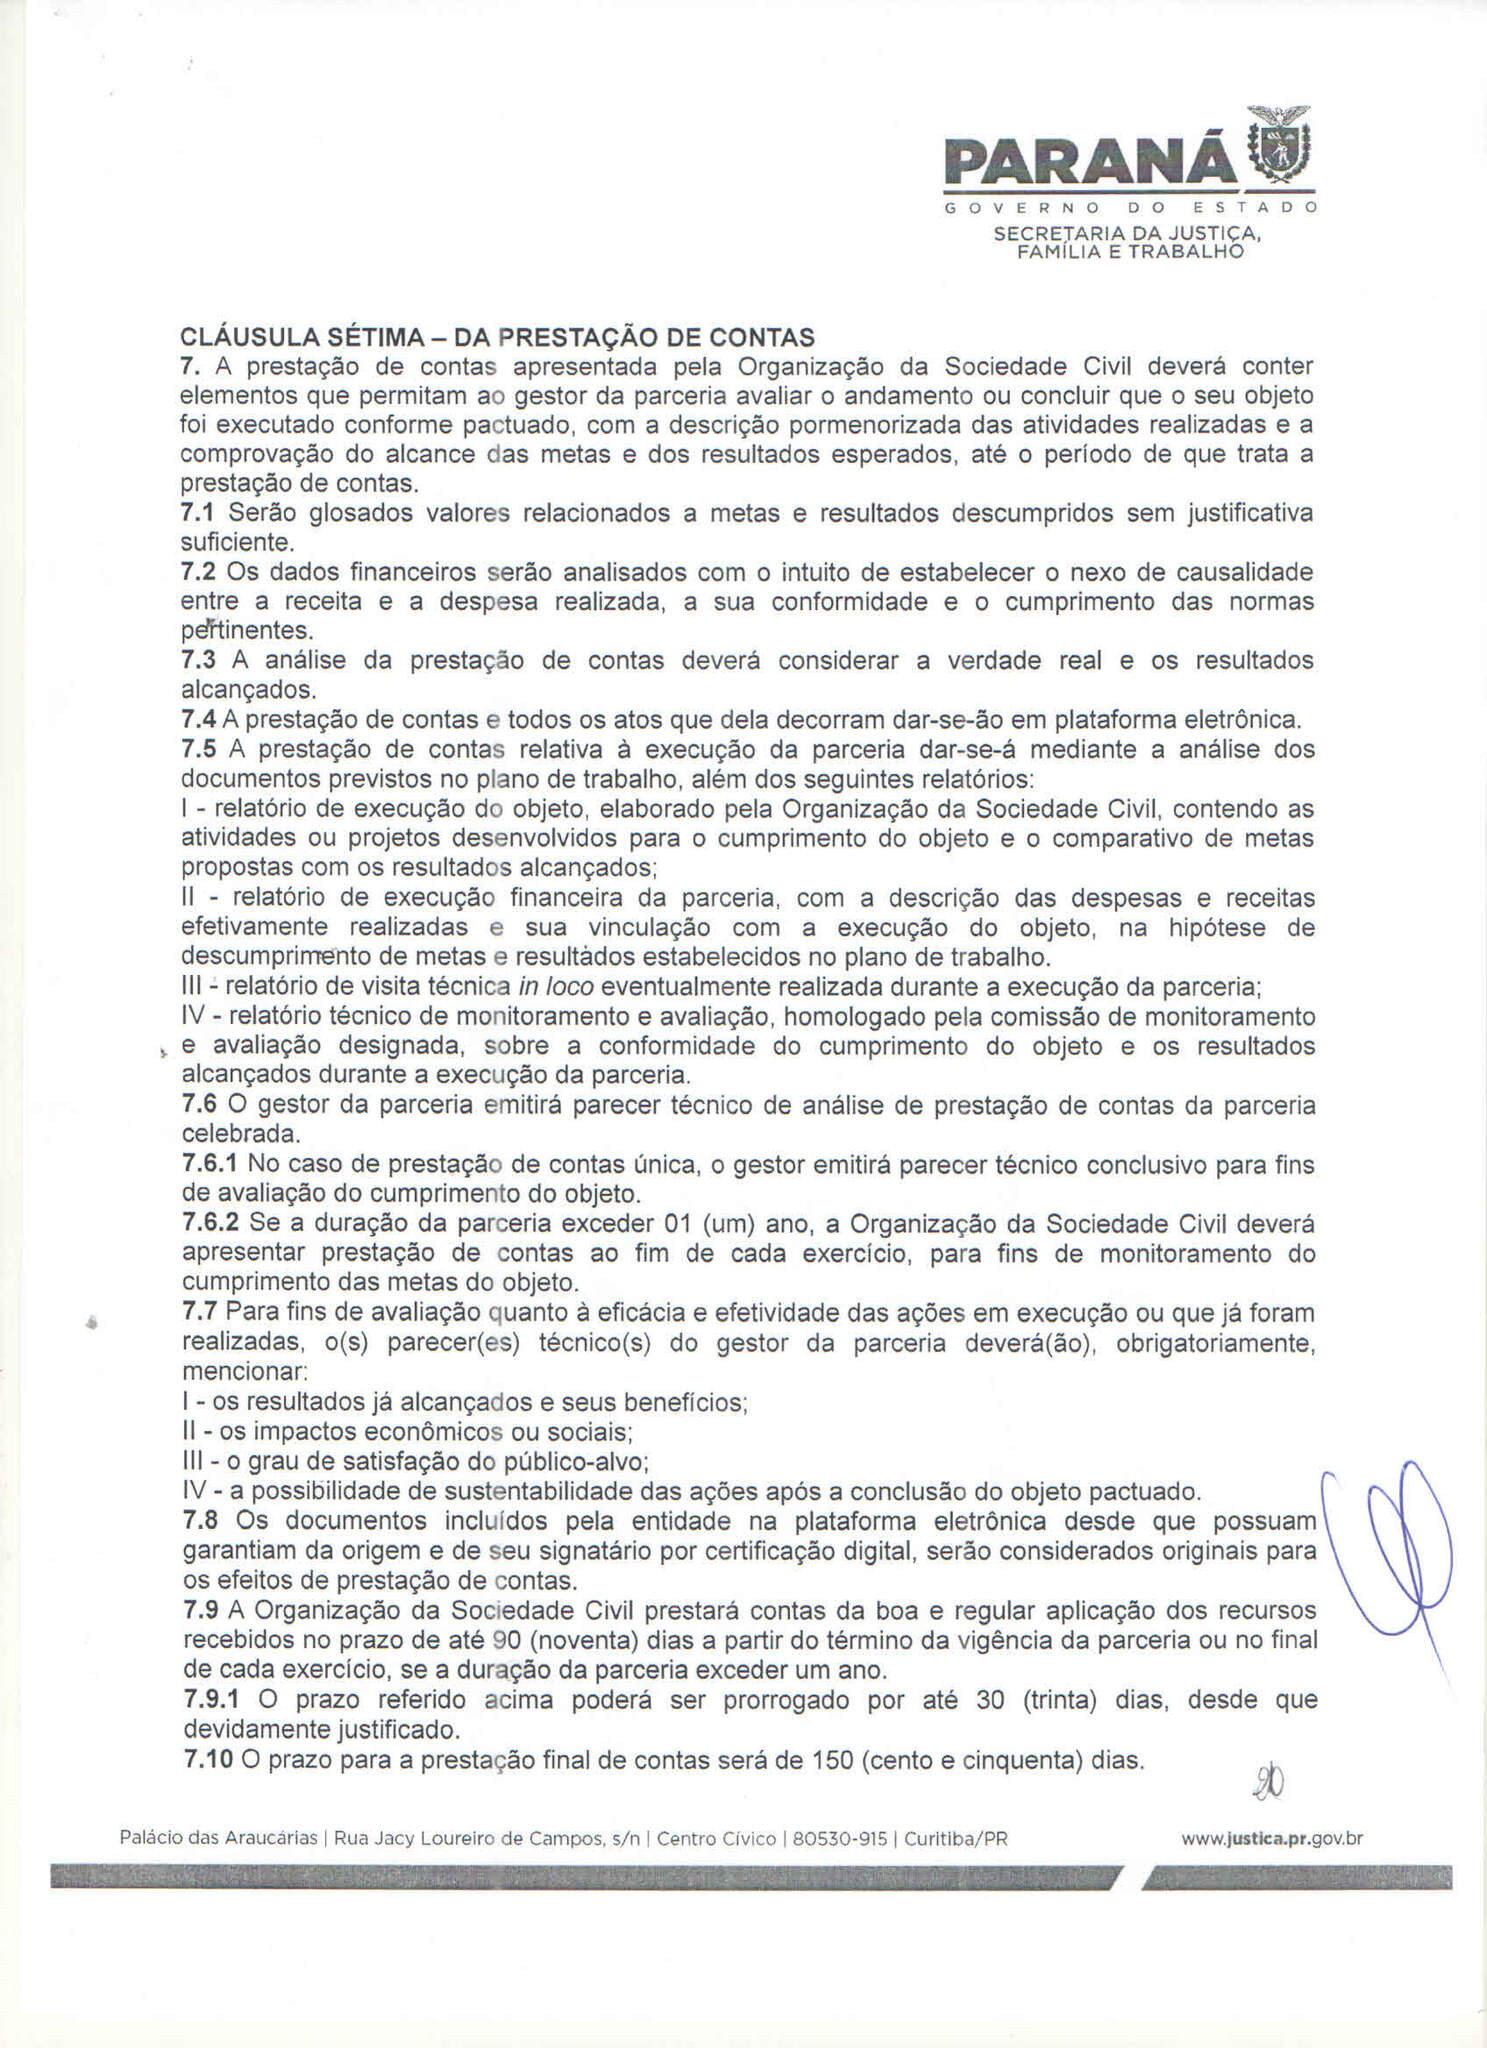 PARANÁ
GOVERNO DO ESTADO
SECRETARIA DA JUSTIÇA,
FAMÍLIA E TRABALHO
CLÁUSULA SÉTIMA – DA PRESTAÇÃO DE CONTAS
7. A prestação de contas apresentada pela Organização da Sociedade Civil deverá conter
elementos que permitam ao gestor da parceria avaliar o andamento ou concluir que o seu objeto
foi executado conforme pactuado, com a descrição pormenorizada das atividades realizadas e a
comprovação do alcance das metas e dos resultados esperados, até o período de que trata a
prestação de contas.
7.1 Serão glosados valores relacionados a metas e resultados descumpridos sem justificativa
suficiente.
7.2 Os dados financeiros serão analisados com o intuito de estabelecer o nexo de causalidade
entre a receita e a despesa realizada, a sua conformidade e o cumprimento das normas
pertinentes.
7.3 A análise da prestação de contas deverá considerar a verdade real e os resultados
alcançados.
7.4 A prestação de contas e todos os atos que dela decorram dar-se-ão em plataforma eletrônica.
7.5 A prestação de contas relativa à execução da parceria dar-se-á mediante a análise dos
documentos previstos no plano de trabalho, além dos seguintes relatórios:
I - relatório de execução do objeto, elaborado pela Organização da Sociedade Civil, contendo as
atividades ou projetos desenvolvidos para o cumprimento do objeto e o comparativo de metas
propostas com os resultados alcançados;
II - relatório de execução financeira da parceria, com a descrição das despesas e receitas
efetivamente realizadas e sua vinculação com a execução do objeto, na hipótese de
descumprimento de metas e resultados estabelecidos no plano de trabalho.
III - relatório de visita técnica in loco eventualmente realizada durante a execução da parceria;
IV - relatório técnico de monitoramento e avaliação, homologado pela comissão de monitoramento
e avaliação designada, sobre a conformidade do cumprimento do objeto e os resultados
alcançados durante a execução da parceria.
7.6 O gestor da parceria emitirá parecer técnico de análise de prestação de contas da parceria
celebrada.
7.6.1 No caso de prestação de contas única, o gestor emitirá parecer técnico conclusivo para fins
de avaliação do cumprimento do objeto.
7.6.2 Se a duração da parceria exceder 01 (um) ano, a Organização da Sociedade Civil deverá
apresentar prestação de contas ao fim de cada exercício, para fins de monitoramento do
cumprimento das metas do objeto.
7.7 Para fins de avaliação quanto à eficácia e efetividade das ações em execução ou que já foram
realizadas, o(s) parecer(es) técnico(s) do gestor da parceria deverá(ão), obrigatoriamente,
mencionar:
I - os resultados já alcançados e seus benefícios;
II - os impactos econômicos ou sociais;
III - o grau de satisfação do público-alvo;
IV - a possibilidade de sustentabilidade das ações após a conclusão do objeto pactuado.
7.8 Os documentos incluídos pela entidade na plataforma eletrônica desde que possuam
garantiam da origem e de seu signatário por certificação digital, serão considerados originais para
os efeitos de prestação de contas.
7.9 A Organização da Sociedade Civil prestará contas da boa e regular aplicação dos recursos
recebidos no prazo de até 90 (noventa) dias a partir do término da vigência da parceria ou no final
de cada exercício, se a duração da parceria exceder um ano.
7.9.1 O prazo referido acima poderá ser prorrogado por até 30 (trinta) dias, desde que
devidamente justificado.
7.10 O prazo para a prestação final de contas será de 150 (cento e cinquenta) dias.
Palácio das Araucárias | Rua Jacy Loureiro de Campos, s/n | Centro Cívico | 80530-915 | Curitiba/PR www.justica.pr.gov.br